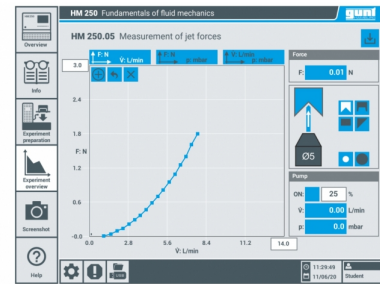 HM 250 Fundamentals of fluid mechanics
gunt
HM 250.05 Measurement of jet forces
Overview
Info
Experiment preparation
Experiment overview
Screenshot
Help
F: N
V̇: L/min
F: N
p: mbar
V̇: L/min
p: mbar
3.0
2.4
1.8
F: N
1.2
0.6
-0.0
0.0 2.8 5.6 8.4 11.2 14.0
V̇: L/min
Force
F: 0.01 N
Ø5
Pump
ON: 25 %
V̇: 0.00 L/min
p: 0.0 mbar
11:29:49
11/06/20
Student